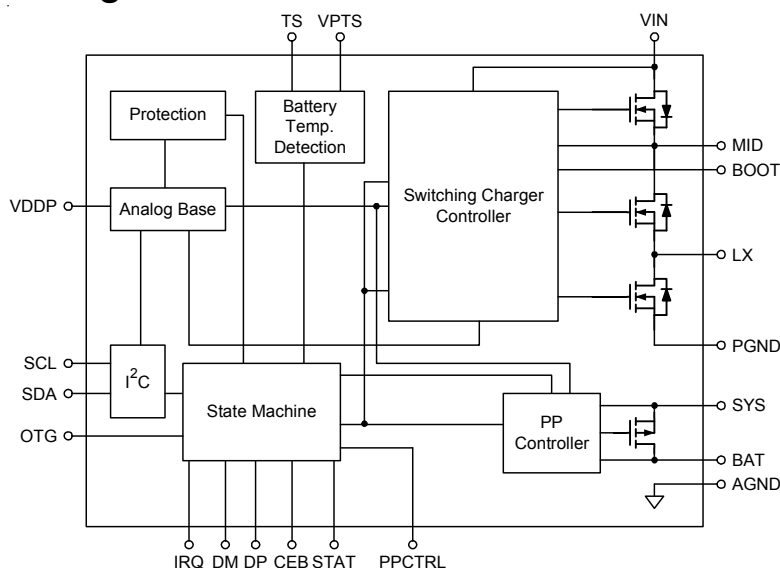 TS VPTS VIN
Protection
Battery
Temp.
Detection
MID
BOOT
Switching Charger
Controller
VDDP
Analog Base
LX
PGND
SCL
I²C
SDA
State Machine
OTG
SYS
PP
Controller
BAT
AGND
IRQ DM DP CEB STAT PPCTRL